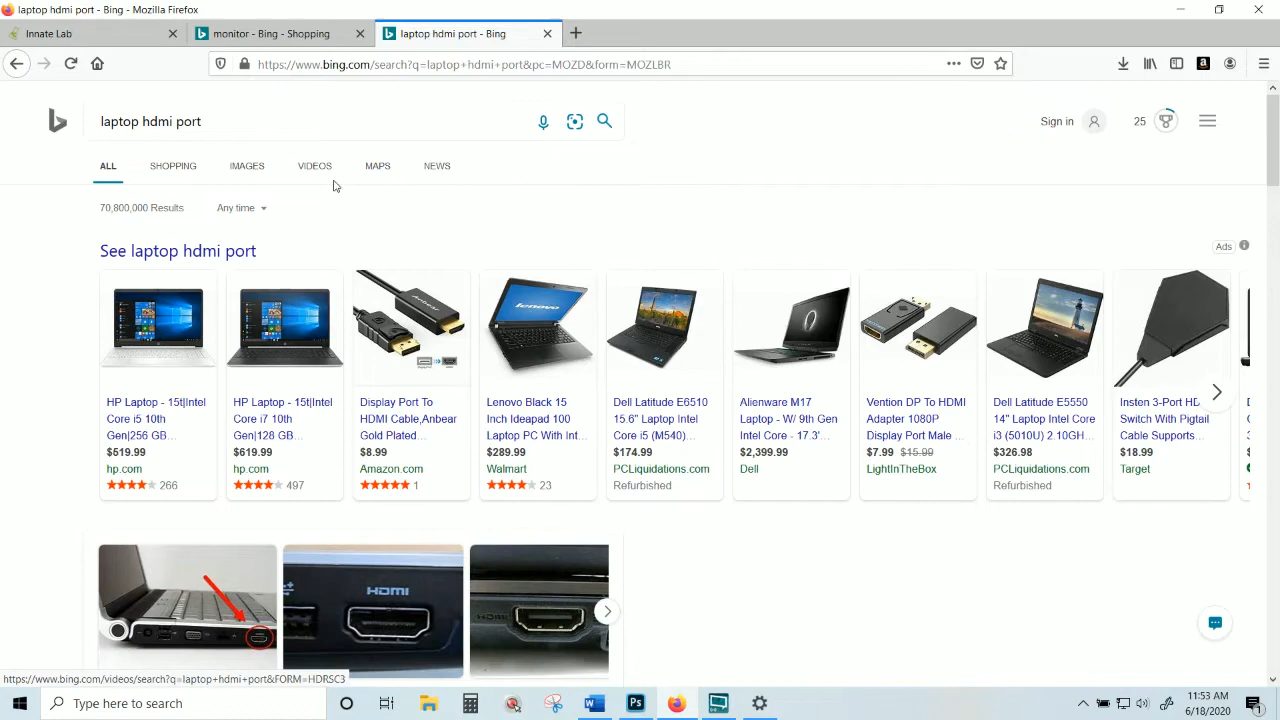 laptop hdmi port - Bing - Mozilla Firefox
Innate Lab
monitor - Bing - Shopping
laptop hdmi port - Bing
https://www.bing.com/search?q=laptop+hdmi+port&pc=MOZD&form=MOZLBR
laptop hdmi port
Sign in
25
ALL SHOPPING IMAGES VIDEOS MAPS NEWS
70,800,000 Results Any time
See laptop hdmi port
Ads
HP Laptop - 15t|Intel
Core i5 10th
Gen|256 GB...
$519.99
hp.com
266
HP Laptop - 15t|Intel
Core i7 10th
Gen|128 GB...
$619.99
hp.com
497
Display Port To
HDMI Cable,Anbear
Gold Plated...
$8.99
Amazon.com
1
Lenovo Black 15
Inch Ideapad 100
Laptop PC With Int...
$289.99
Walmart
23
Dell Latitude E6510
15.6" Laptop Intel
Core i5 (M540)...
$174.99
PCLiquidations.com
Refurbished
Alienware M17
Laptop - W/ 9th Gen
Intel Core - 17.3'...
$2,399.99
Dell
Vention DP To HDMI
Adapter 1080P
Display Port Male ...
$7.99 $15.99
LightInTheBox
Dell Latitude E5550
14" Laptop Intel Core
i3 (5010U) 2.10GH...
$326.98
PCLiquidations.com
Refurbished
Insten 3-Port HD
Switch With Pigtail
Cable Supports...
$18.99
Target
HDMI
HDMI
https://www.bing.com/videos/search?q=laptop+hdmi+port&FORM=HDRSC3
Type here to search
11:53 AM
6/18/2020